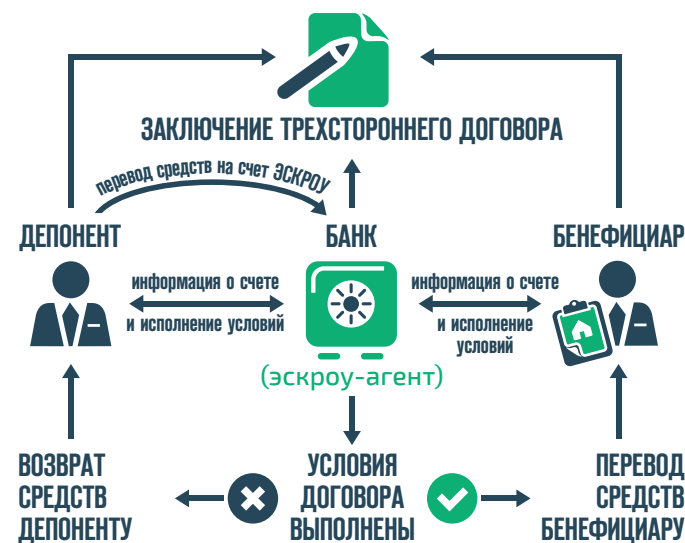 ЗАКЛЮЧЕНИЕ ТРЕХСТОРОННЕГО ДОГОВОРА
перевод средств на счет ЭСКРОУ
ДЕПОНЕНТ
БАНК
БЕНЕФИЦИАР
информация о счете
и исполнение условий
информация о счете
и исполнение
условий
(эскроу-агент)
ВОЗВРАТ
СРЕДСТВ
ДЕПОНЕНТУ
УСЛОВИЯ
ДОГОВОРА
ВЫПОЛНЕНЫ
ПЕРЕВОД
СРЕДСТВ
БЕНЕФИЦИАРУ